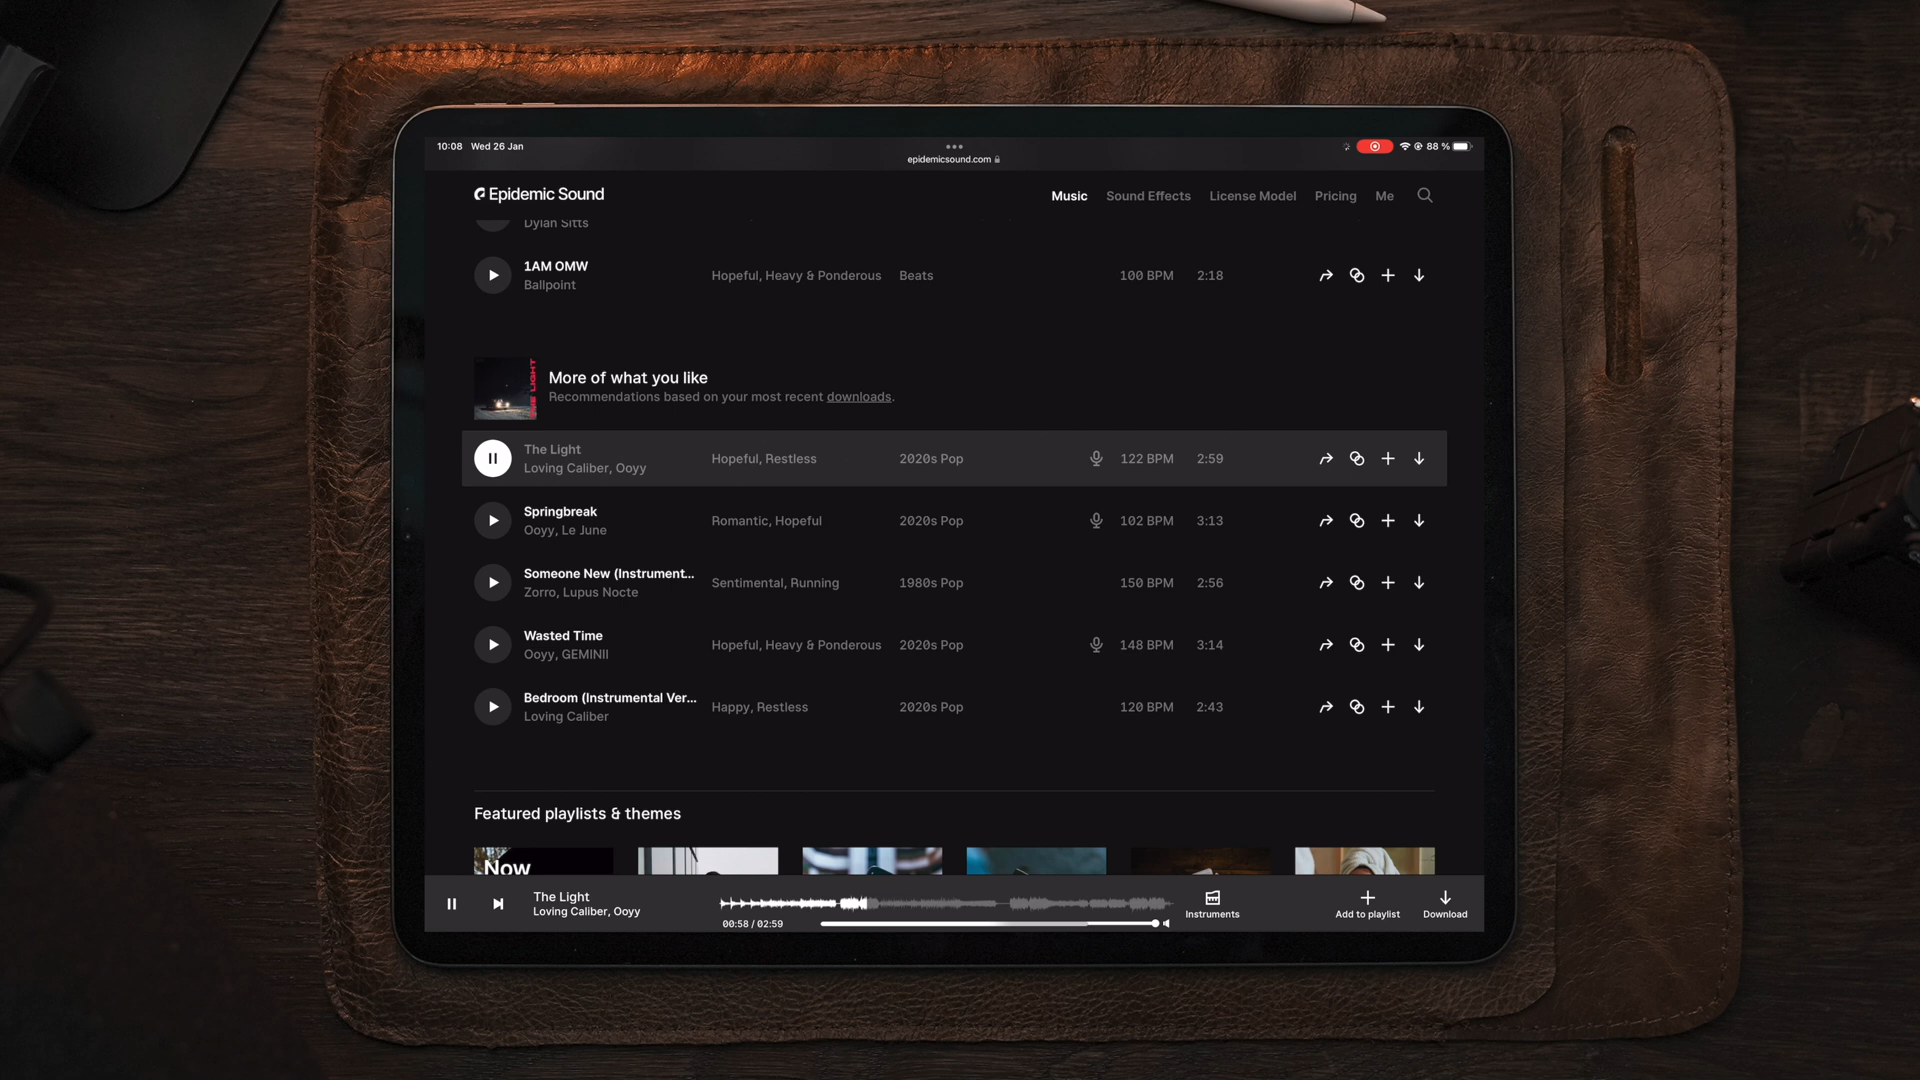 10:08 Wed 26 Jan
epidemicsound.com
88 %
Epidemic Sound
Music Sound Effects License Model Pricing Me
Dylan Sitts
1AM OMW
Ballpoint
Hopeful, Heavy & Ponderous Beats 100 BPM 2:18
THE LIGHT
More of what you like
Recommendations based on your most recent downloads.
The Light
Loving Caliber, Ooyy
Hopeful, Restless 2020s Pop 122 BPM 2:59
Springbreak
Ooyy, Le June
Romantic, Hopeful 2020s Pop 102 BPM 3:13
Someone New (Instrument...
Zorro, Lupus Nocte
Sentimental, Running 1980s Pop 150 BPM 2:56
Wasted Time
Ooyy, GEMINII
Hopeful, Heavy & Ponderous 2020s Pop 148 BPM 3:14
Bedroom (Instrumental Ver...
Loving Caliber
Happy, Restless 2020s Pop 120 BPM 2:43
Featured playlists & themes
Now
The Light
Loving Caliber, Ooyy
00:58 / 02:59
Instruments
Add to playlist
Download